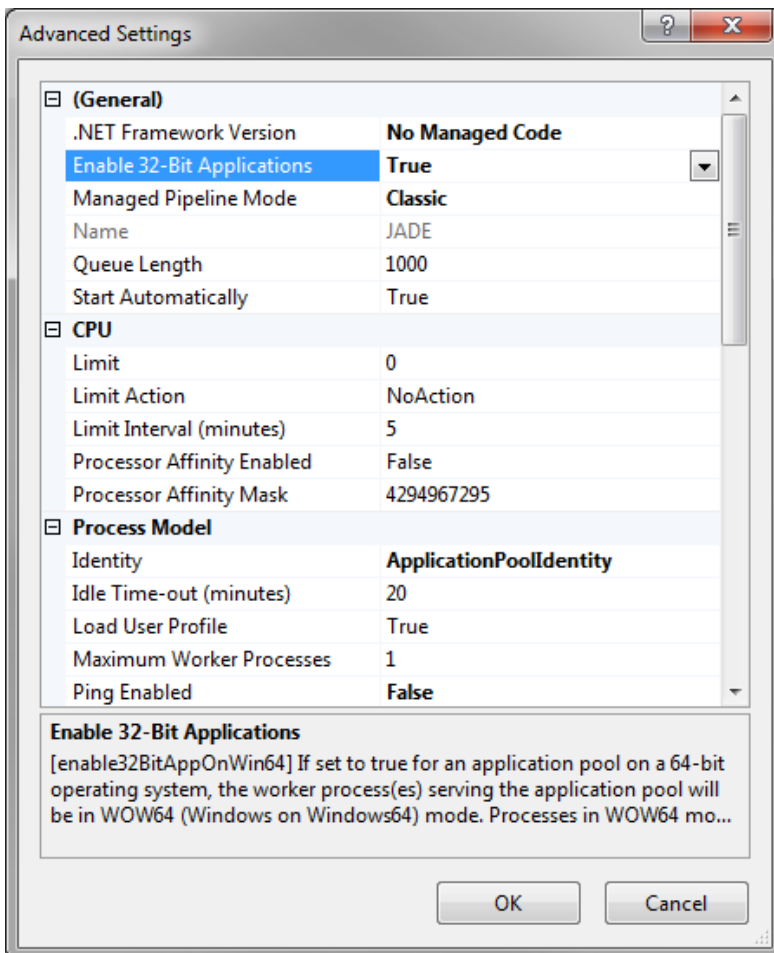 Advanced Settings
(General)
.NET Framework Version No Managed Code
Enable 32-Bit Applications True
Managed Pipeline Mode Classic
Name JADE
Queue Length 1000
Start Automatically True
CPU
Limit 0
Limit Action NoAction
Limit Interval (minutes) 5
Processor Affinity Enabled False
Processor Affinity Mask 4294967295
Process Model
Identity ApplicationPoolIdentity
Idle Time-out (minutes) 20
Load User Profile True
Maximum Worker Processes 1
Ping Enabled False
Enable 32-Bit Applications
[enable32BitAppOnWin64] If set to true for an application pool on a 64-bit
operating system, the worker process(es) serving the application pool will
be in WOW64 (Windows on Windows64) mode. Processes in WOW64 mo...
OK Cancel